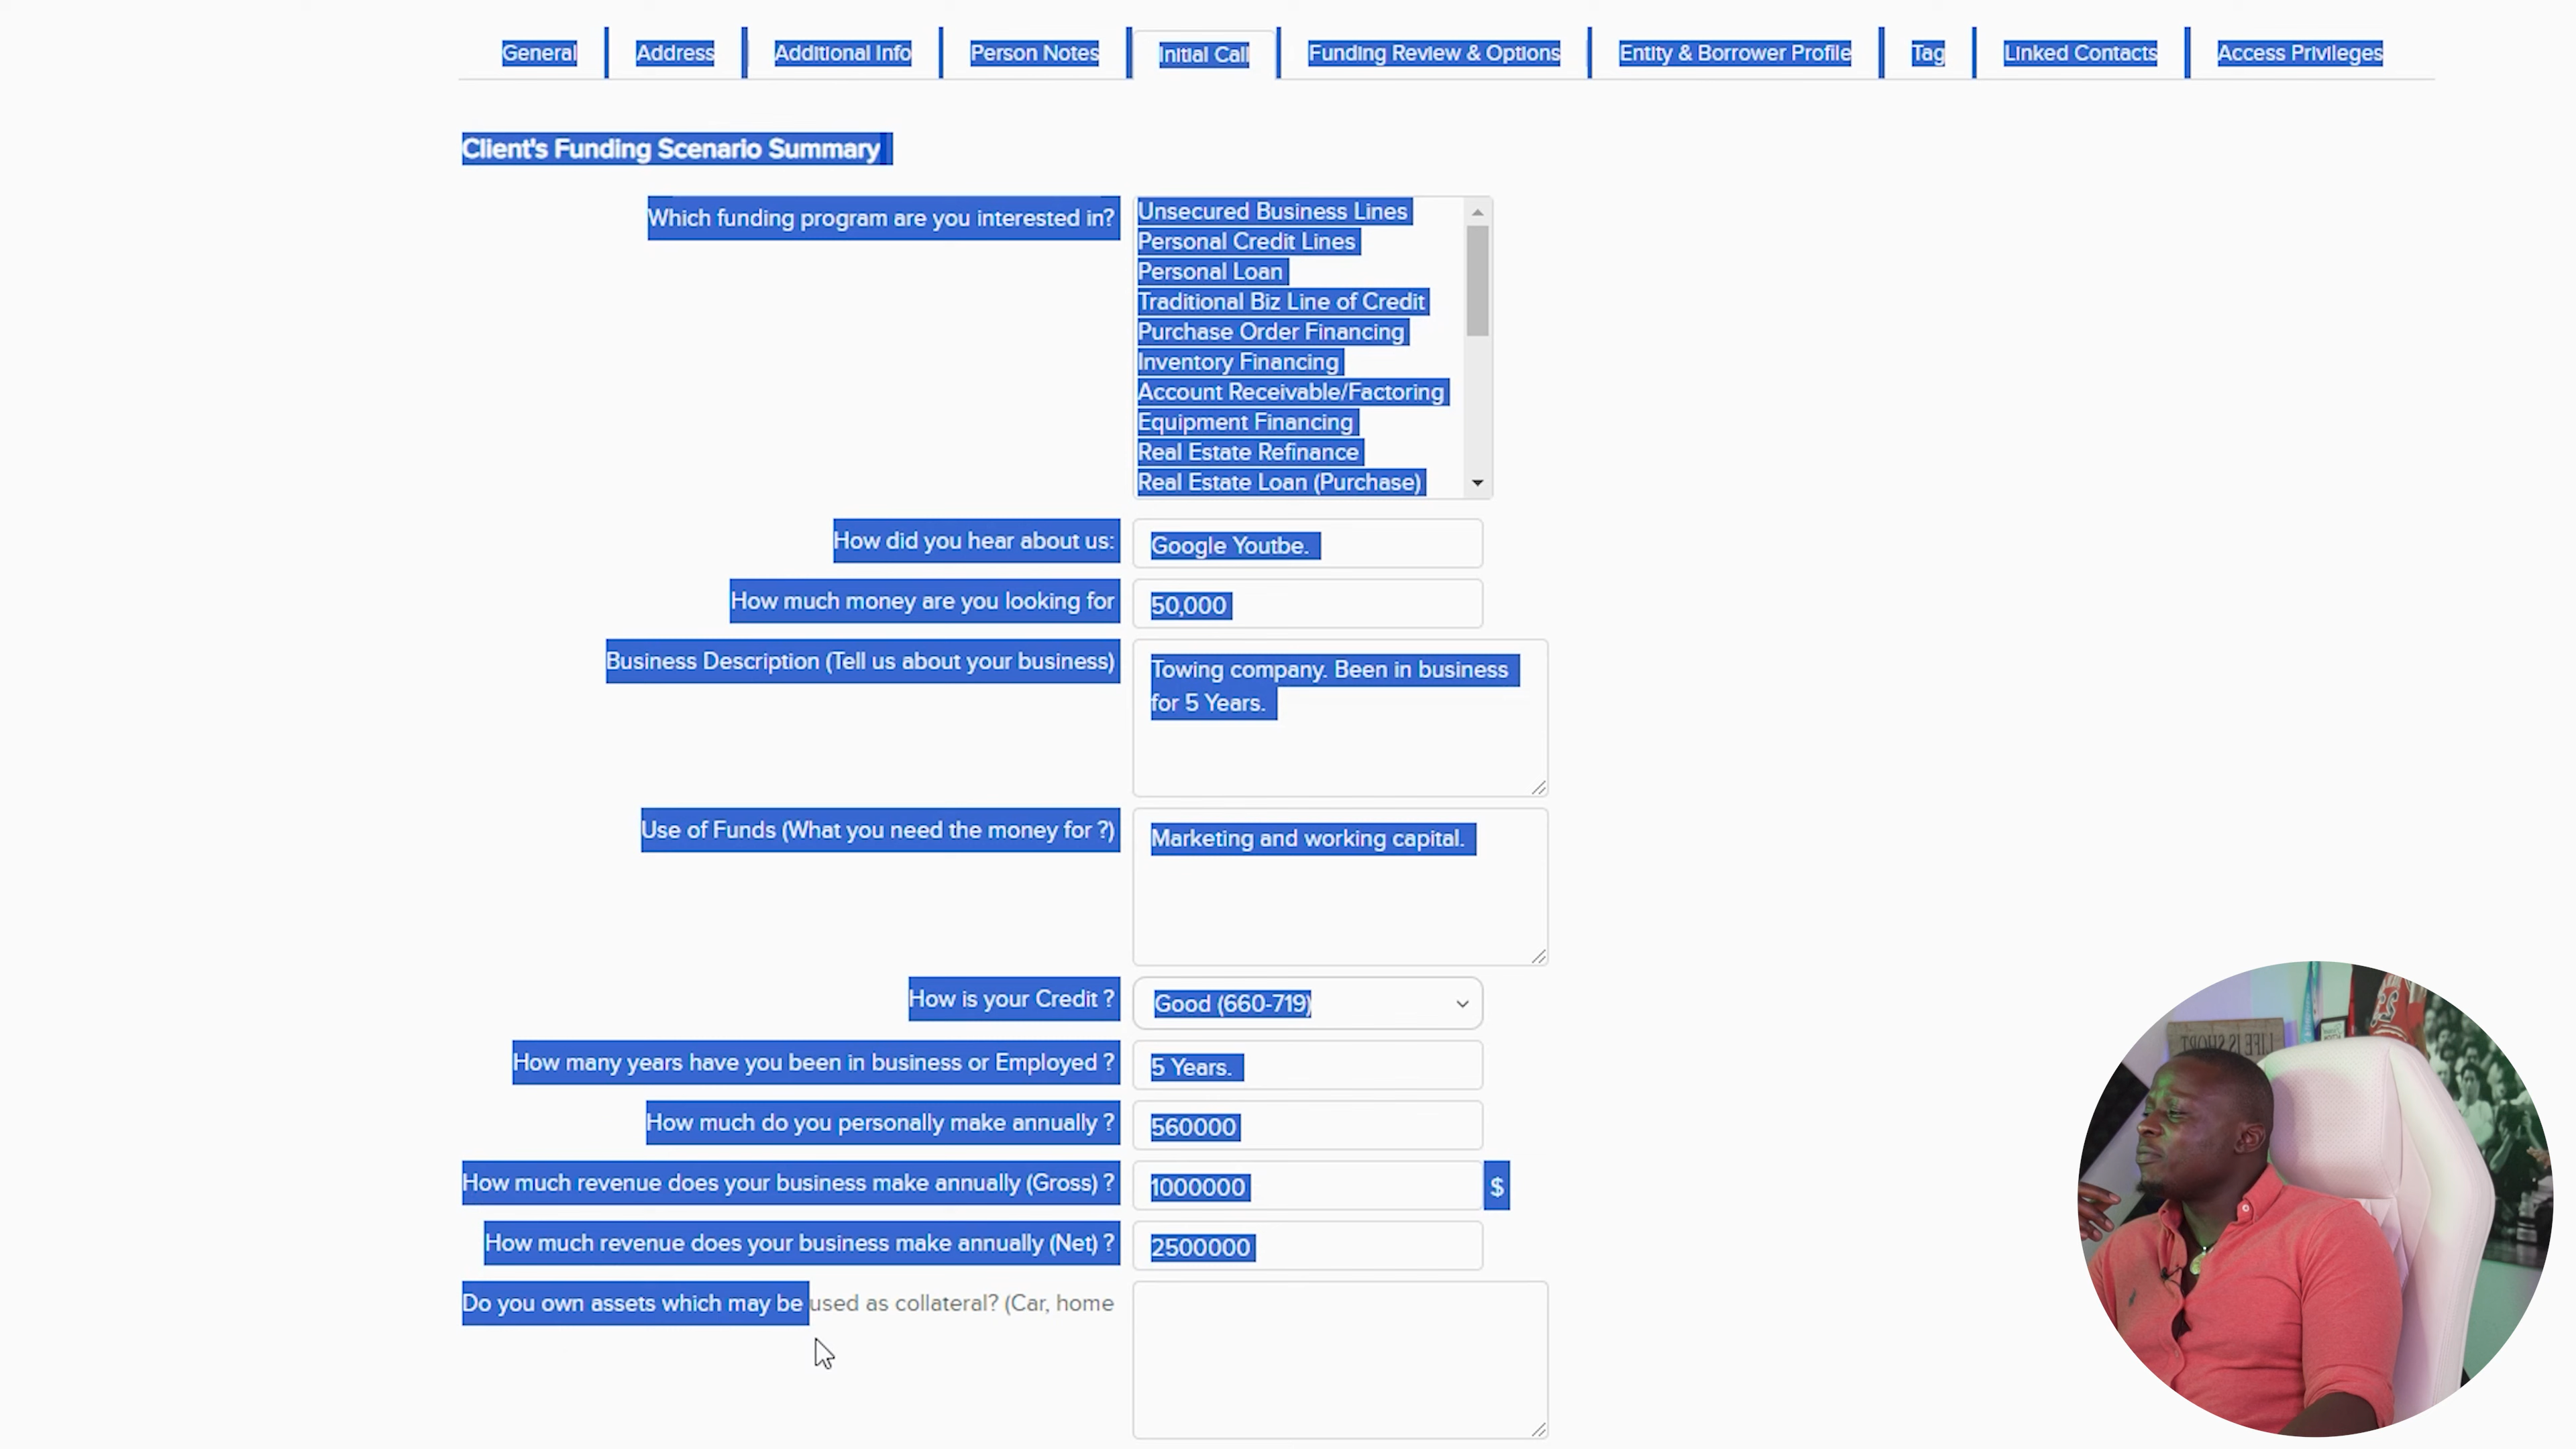 General
Address
Additional Info
Person Notes
Initial Call
Funding Review & Options
Entity & Borrower Profile
Tag
Linked Contacts
Access Privileges
Client's Funding Scenario Summary
Which funding program are you interested in?
Unsecured Business Lines
Personal Credit Lines
Personal Loan
Traditional Biz Line of Credit
Purchase Order Financing
Inventory Financing
Account Receivable/Factoring
Equipment Financing
Real Estate Refinance
Real Estate Loan (Purchase)
How did you hear about us:
Google Youtbe.
How much money are you looking for
50,000
Business Description (Tell us about your business)
Towing company. Been in business
for 5 Years.
Use of Funds (What you need the money for ?)
Marketing and working capital.
How is your Credit ?
Good (660-719)
How many years have you been in business or Employed ?
5 Years.
How much do you personally make annually ?
560000
How much revenue does your business make annually (Gross) ?
1000000
$
How much revenue does your business make annually (Net) ?
2500000
Do you own assets which may be used as collateral? (Car, home
LIFE IS SHORT